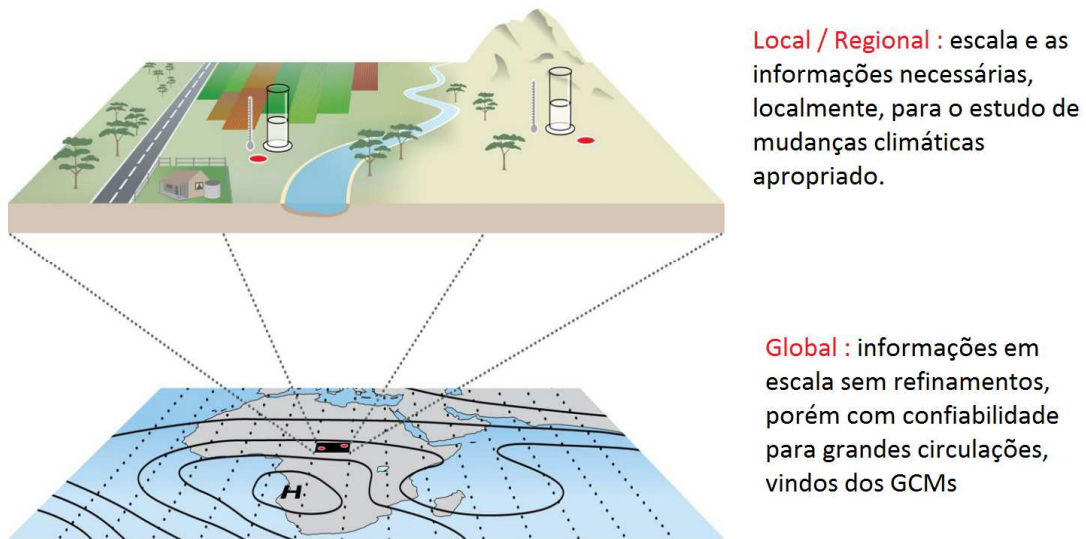 Local / Regional : escala e as
informações necessárias,
localmente, para o estudo de
mudanças climáticas
apropriado.
Global : informações em
escala sem refinamentos,
porém com confiabilidade
para grandes circulações,
vindos dos GCMs
H